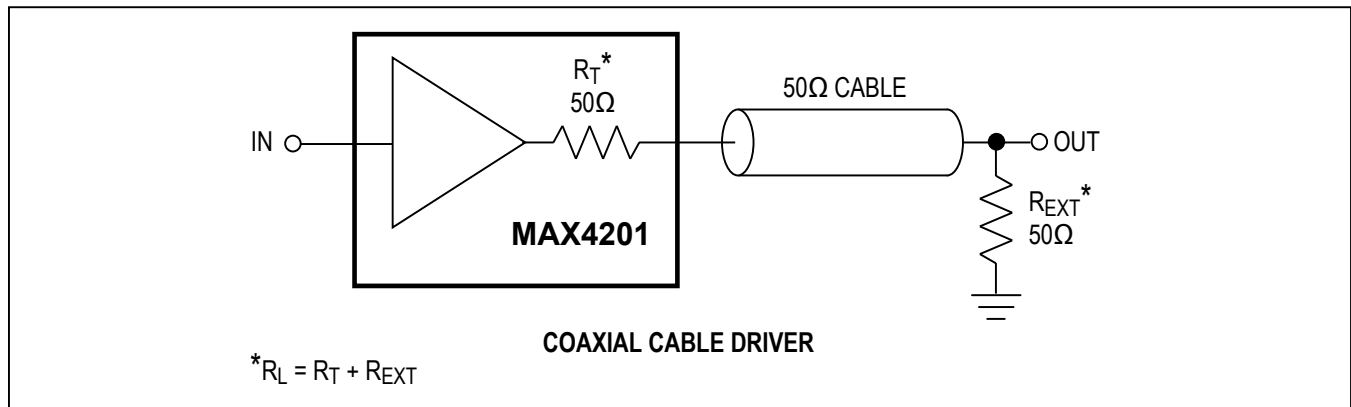 R_T*
50Ω
50Ω CABLE
IN
OUT
R_EXT*
50Ω
MAX4201
COAXIAL CABLE DRIVER
*R_L = R_T + R_EXT